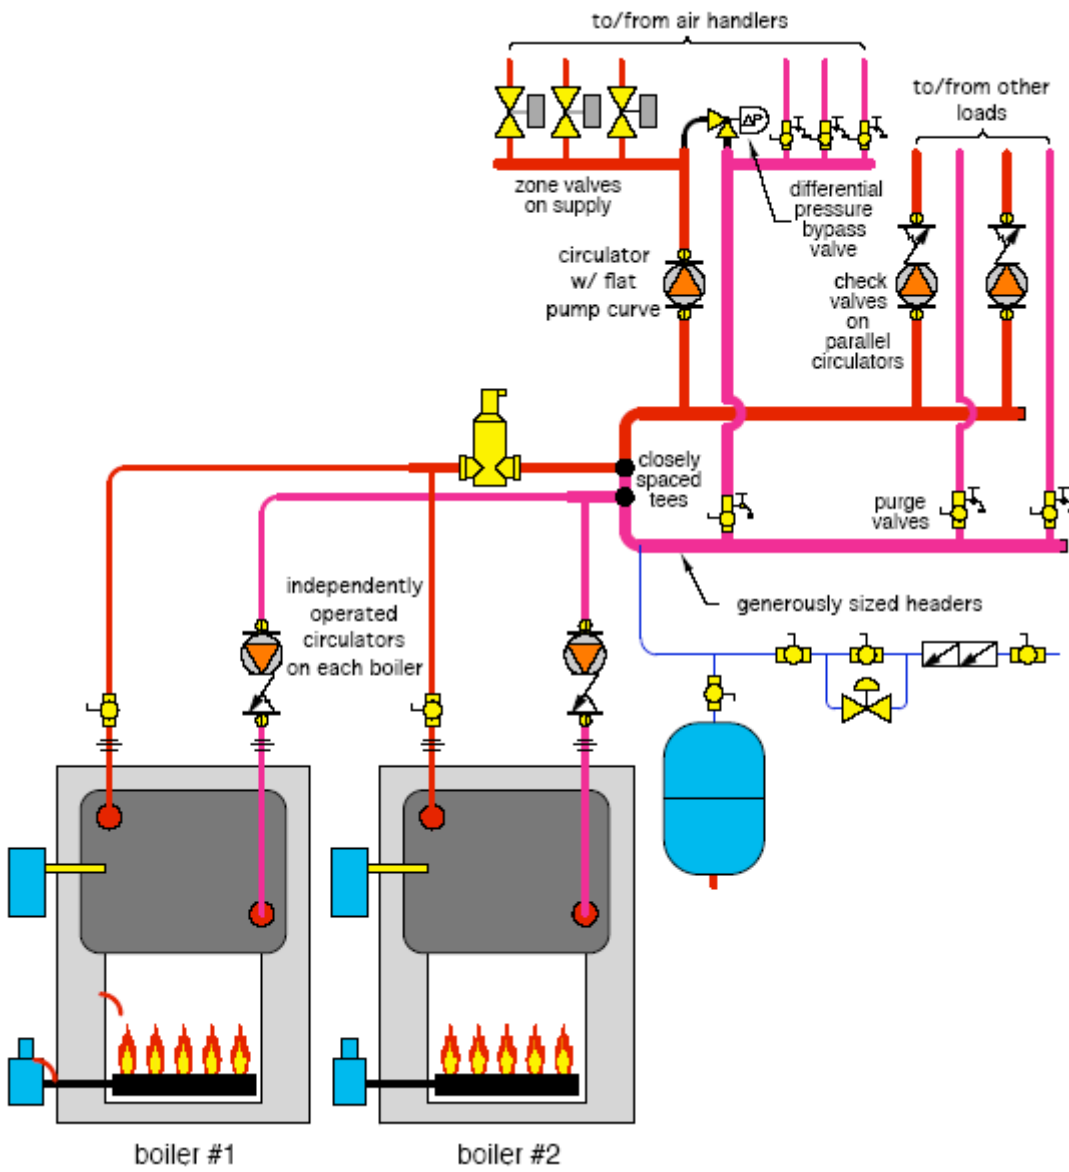 to/from air handlers
to/from other
loads
ΔP
zone valves
on supply
differential
pressure
bypass
valve
circulator
w/ flat
pump curve
check
valves
on
parallel
circulators
closely
spaced
tees
purge
valves
independently
operated
circulators
on each boiler
generously sized headers
boiler #1
boiler #2